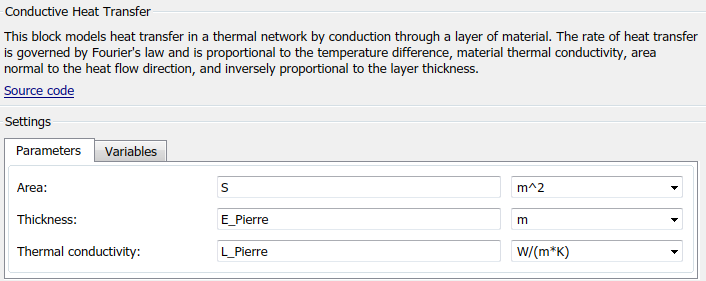 Conductive Heat Transfer
This block models heat transfer in a thermal network by conduction through a layer of material. The rate of heat transfer
is governed by Fourier's law and is proportional to the temperature difference, material thermal conductivity, area
normal to the heat flow direction, and inversely proportional to the layer thickness.
Source code
Settings
Parameters Variables
Area: S m^2
Thickness: E_Pierre m
Thermal conductivity: L_Pierre W/(m*K)